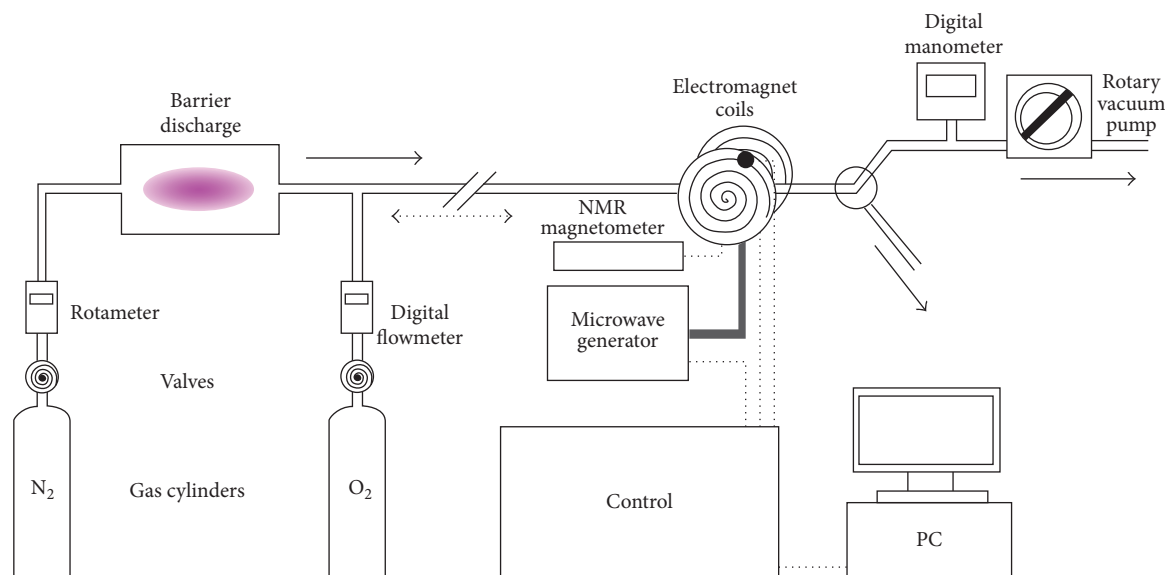 Digital
manometer
Rotary
vacuum
pump
Electromagnet
coils
Barrier
discharge
NMR
magnetometer
Rotameter
Digital
flowmeter
Microwave
generator
Valves
N₂
Gas cylinders
O₂
Control
PC